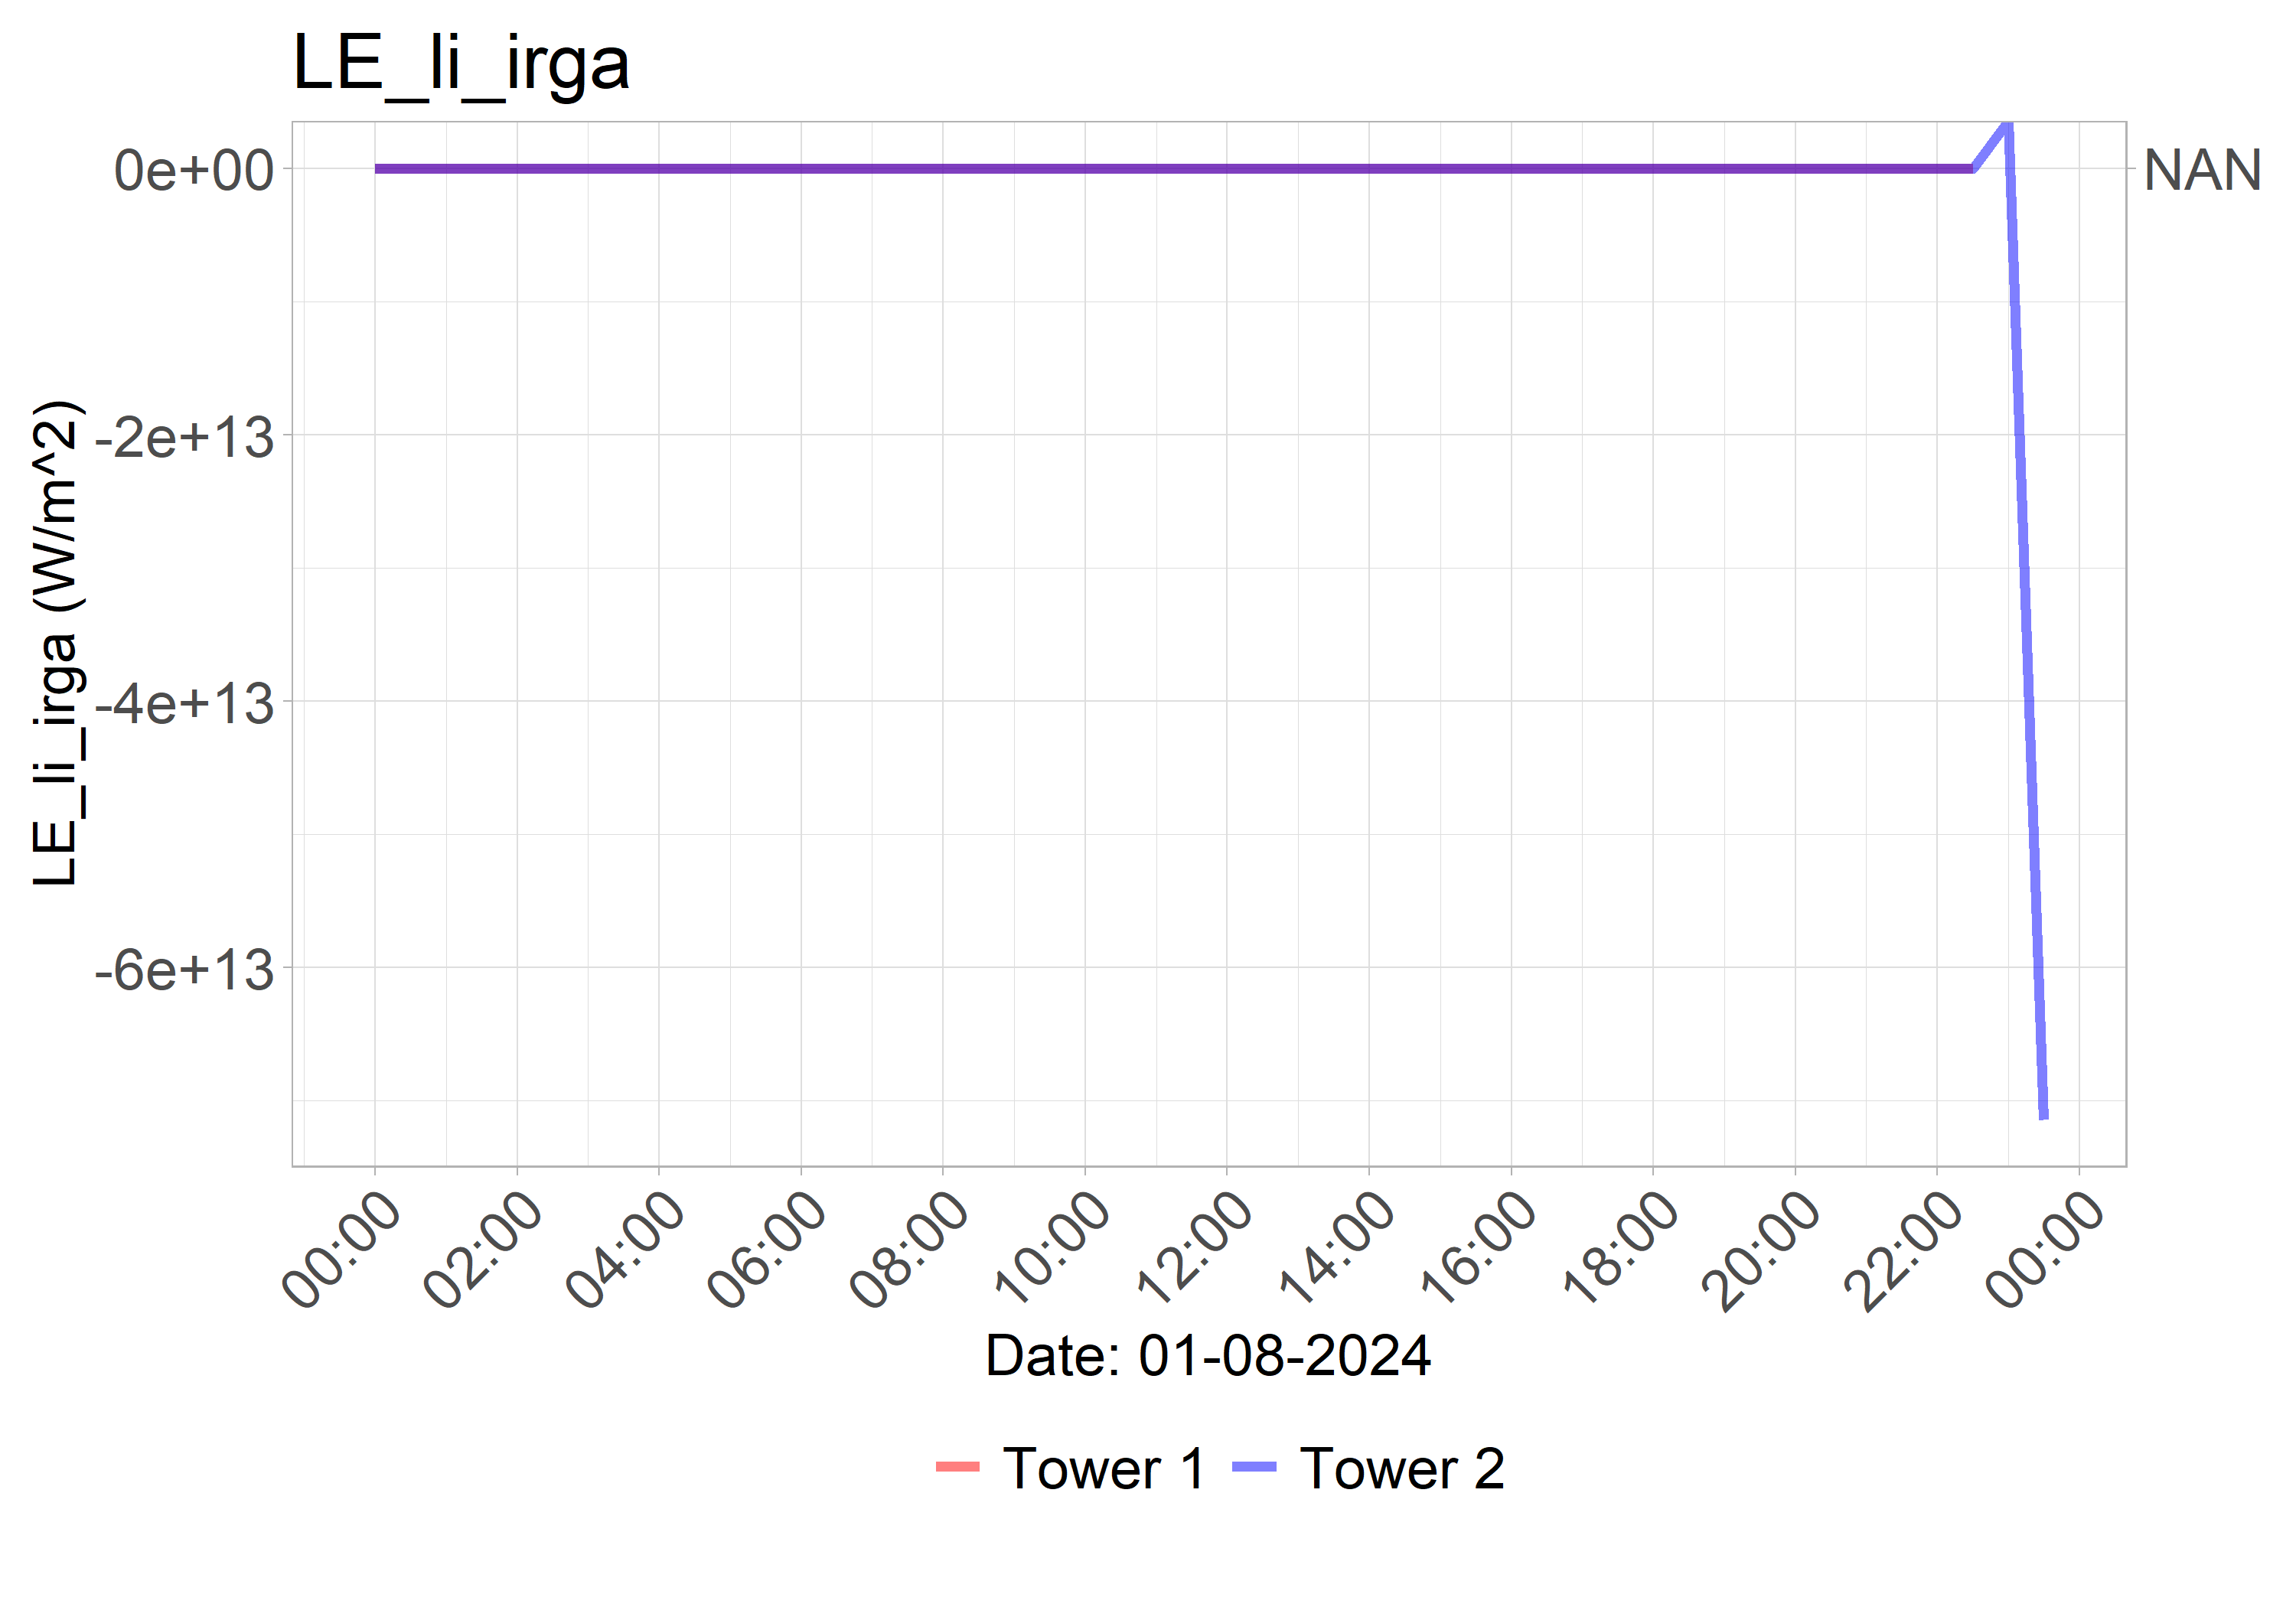 LE_li_irga
0e+00
NAN
-2e+13
-4e+13
-6e+13
LE_li_irga (W/m^2)
00:00
02:00
04:00
06:00
08:00
10:00
12:00
14:00
16:00
18:00
20:00
22:00
00:00
Date: 01-08-2024
Tower 1 Tower 2